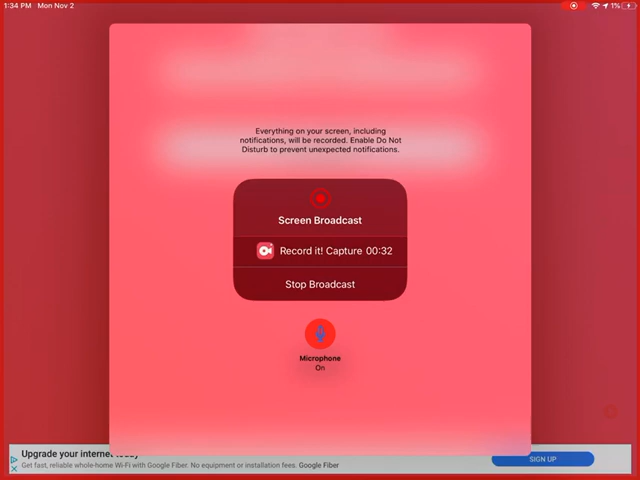 1:34 PM Mon Nov 2
1%
Everything on your screen, including
notifications, will be recorded. Enable Do Not
Disturb to prevent unexpected notifications.
Screen Broadcast
Record it! Capture 00:32
Stop Broadcast
Microphone
On
Upgrade your internet today
Get fast, reliable whole-home Wi-Fi with Google Fiber. No equipment or installation fees. Google Fiber
SIGN UP